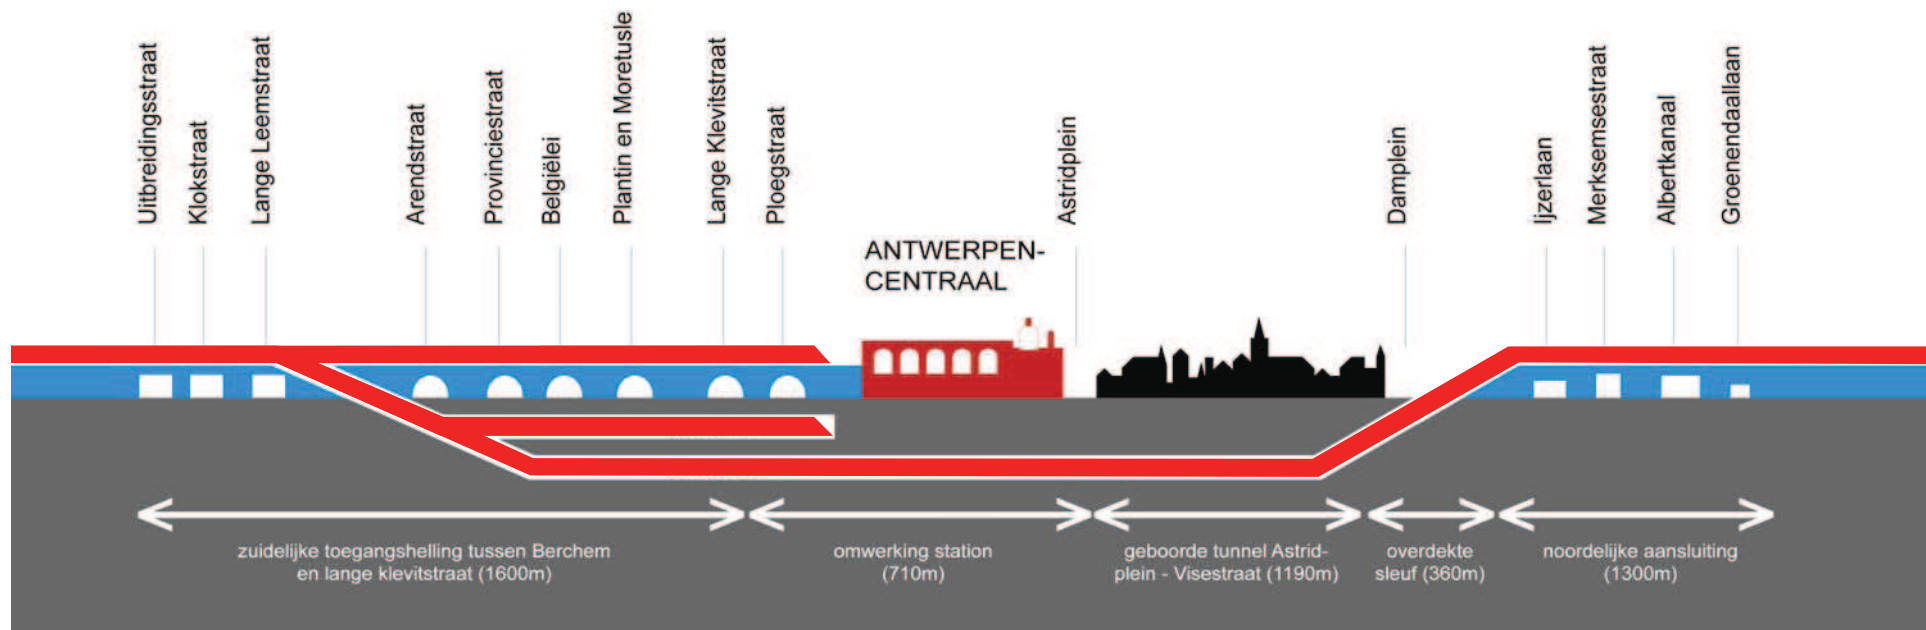 Uitbreidingsstraat
Klokstraat
Lange Leemstraat
Arendstraat
Provinciestraat
Belgiëlei
Plantin en Moretusle
Lange Klevitstraat
Ploegstraat
Astridplein
Damplein
Ijzerlaan
Merksemsestraat
Albertkanaal
Groenendaallaan
ANTWERPEN-
CENTRAAL
zuidelijke toegangshelling tussen Berchem
en lange klevitstraat (1600m)
omwerking station
(710m)
geboorde tunnel Astrid-
plein - Visestraat (1190m)
overdekte
sleuf (360m)
noordelijke aansluiting
(1300m)